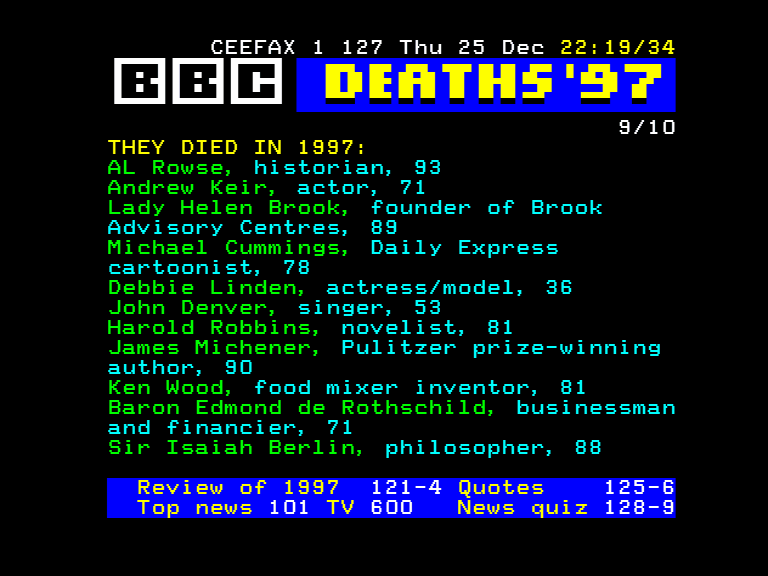 CEEFAX 1 127 Thu 25 Dec 22:19/34
BBC DEATHS'97
9/10
THEY DIED IN 1997:
AL Rowse, historian, 93
Andrew Keir, actor, 71
Lady Helen Brook, founder of Brook
Advisory Centres, 89
Michael Cummings, Daily Express
cartoonist, 78
Debbie Linden, actress/model, 36
John Denver, singer, 53
Harold Robbins, novelist, 81
James Michener, Pulitzer prize-winning
author, 90
Ken Wood, food mixer inventor, 81
Baron Edmond de Rothschild, businessman
and financier, 71
Sir Isaiah Berlin, philosopher, 88
Review of 1997 121-4 Quotes 125-6
Top news 101 TV 600 News quiz 128-9